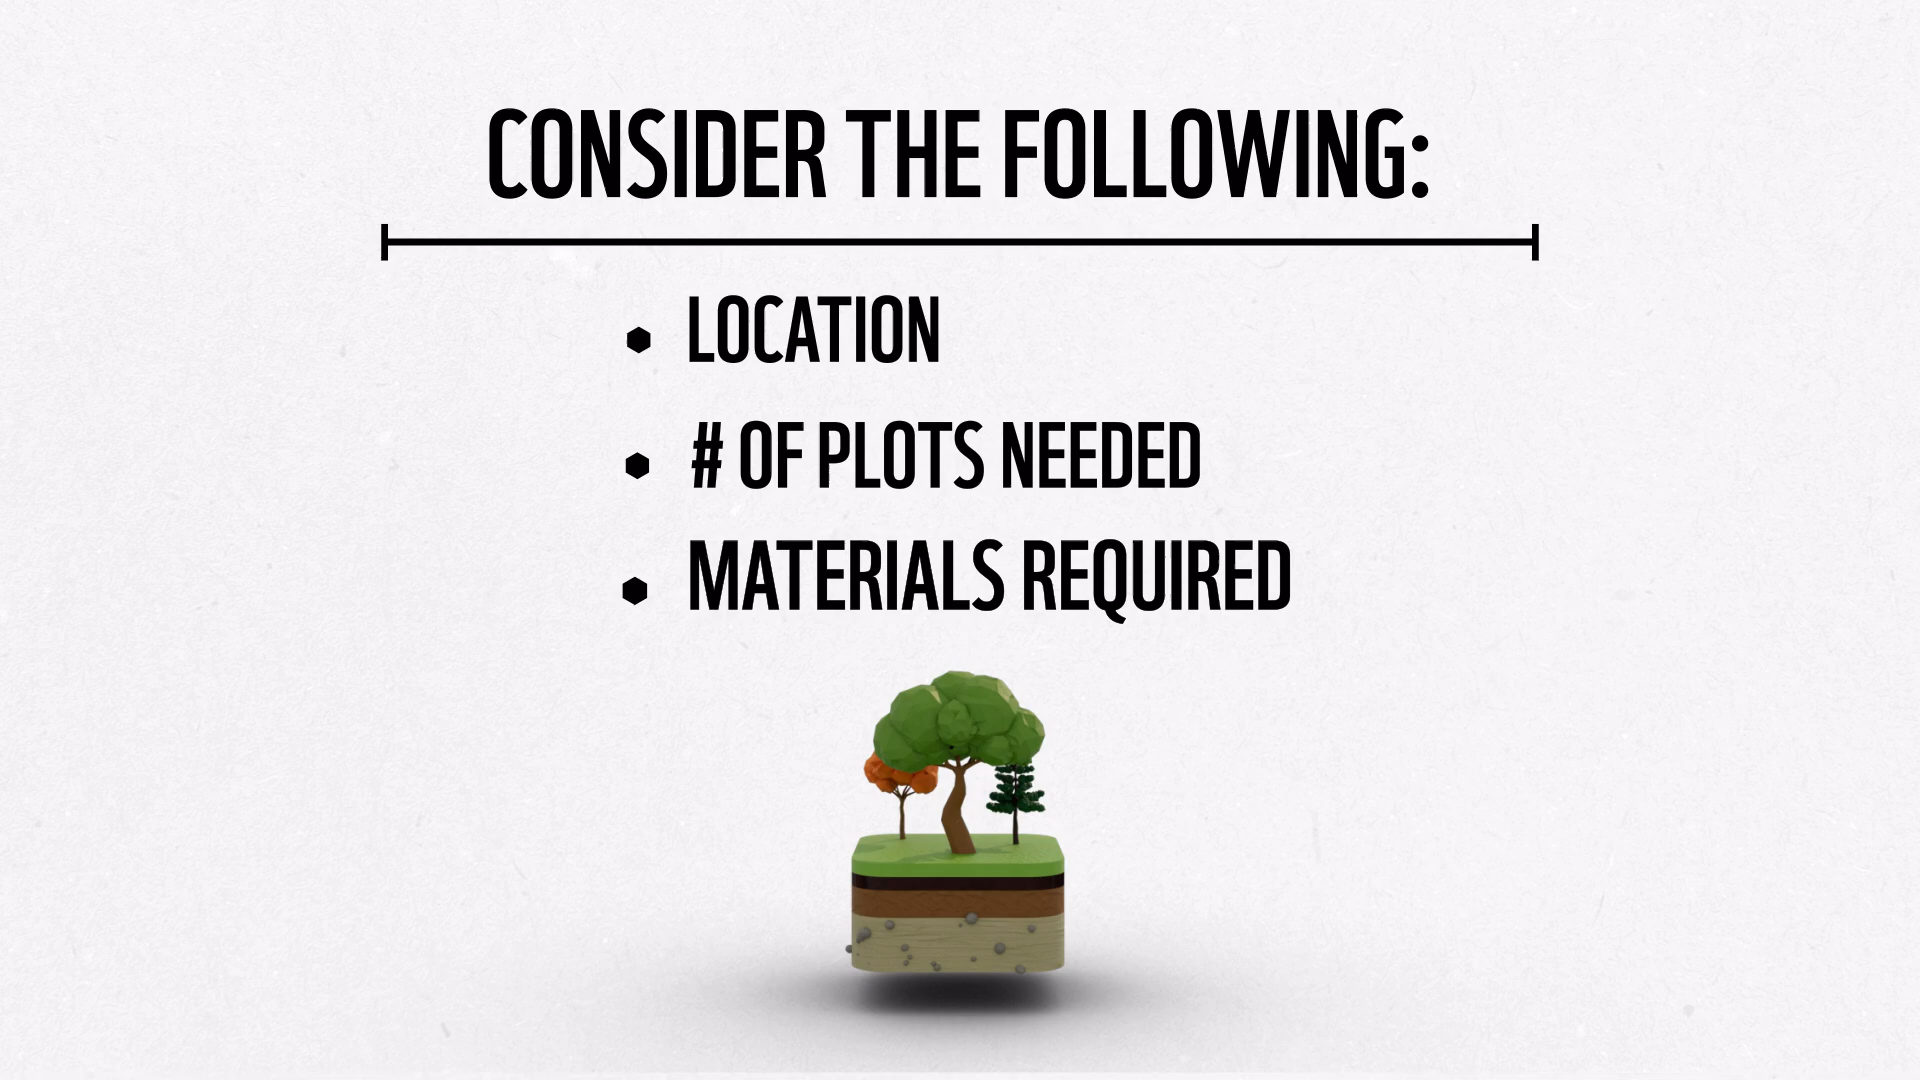 CONSIDER THE FOLLOWING:
• LOCATION
• # OF PLOTS NEEDED
• MATERIALS REQUIRED